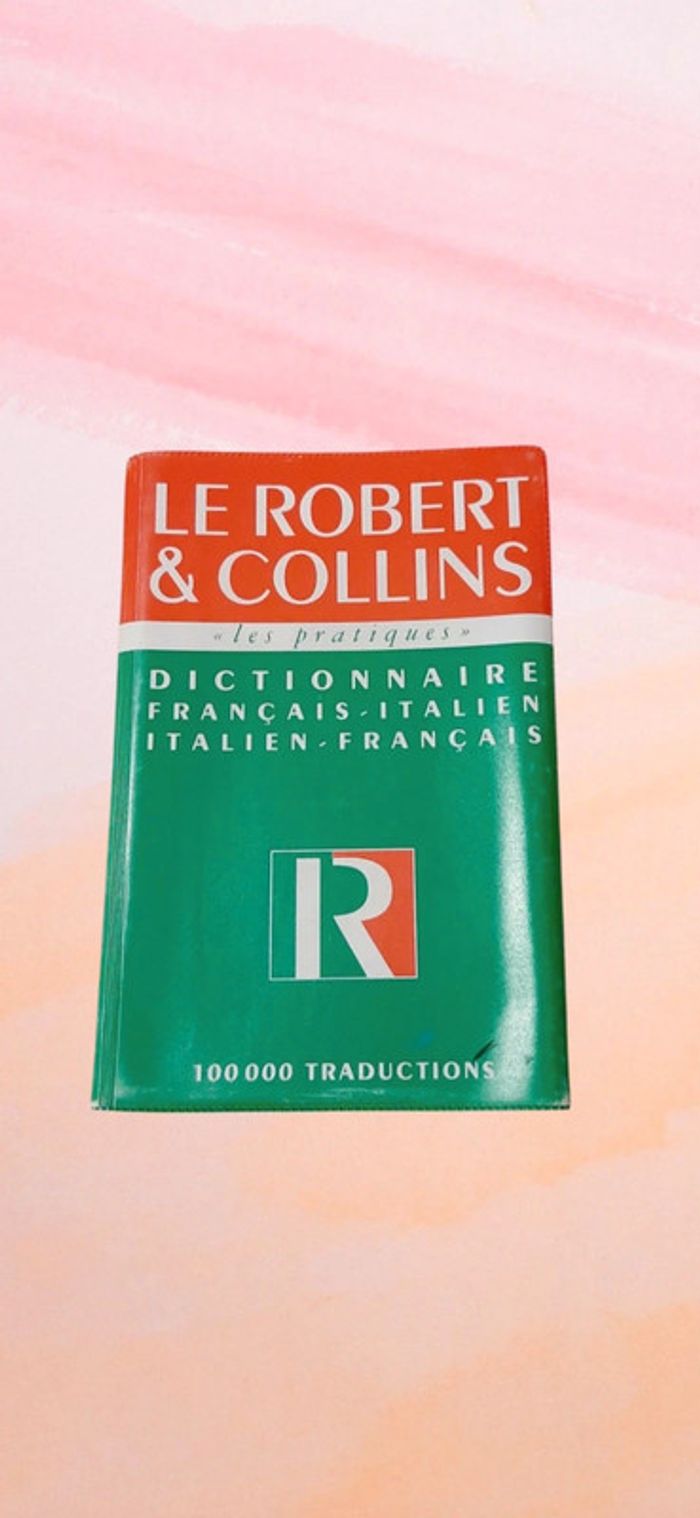 LE ROBERT
& COLLINS
« les pratiques »
DICTIONNAIRE
FRANÇAIS-ITALIEN
ITALIEN-FRANÇAIS
R
100 000 TRADUCTIONS